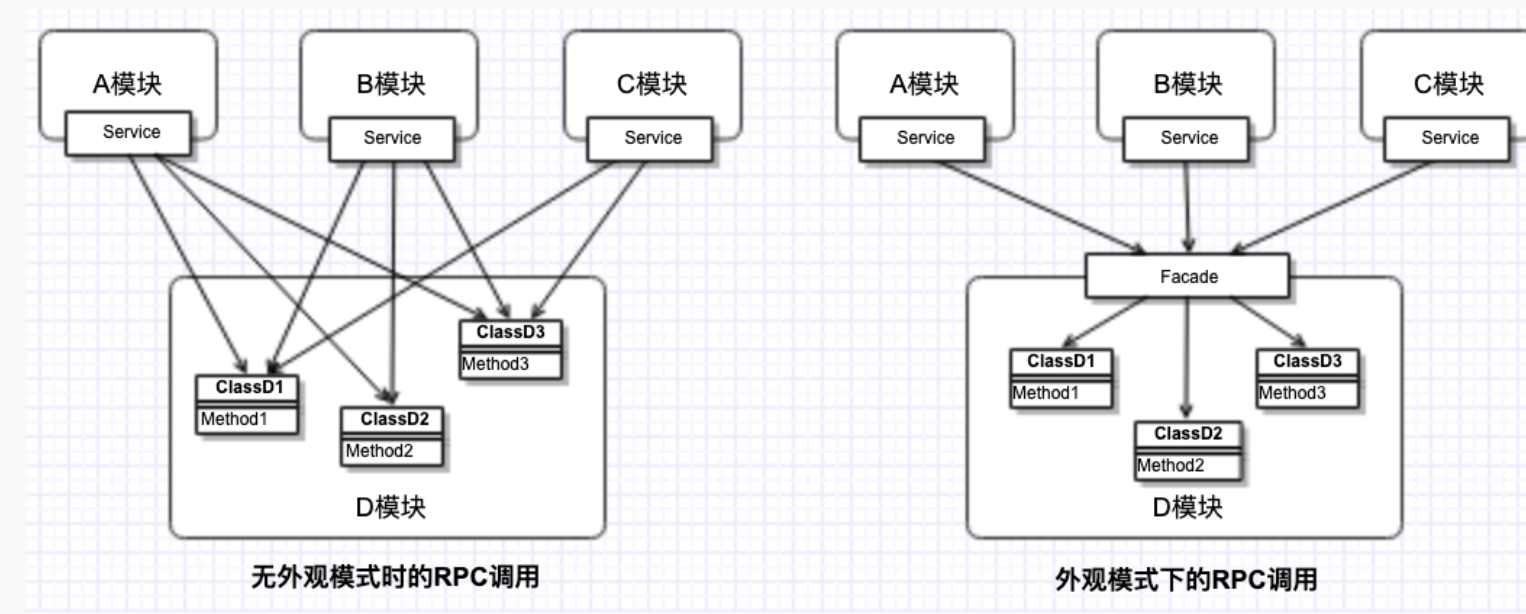 A模块
Service
B模块
Service
C模块
Service
ClassD3
Method3
ClassD1
Method1
ClassD2
Method2
D模块
无外观模式时的RPC调用
A模块
Service
B模块
Service
C模块
Service
Facade
ClassD1
Method1
ClassD3
Method3
ClassD2
Method2
D模块
外观模式下的RPC调用